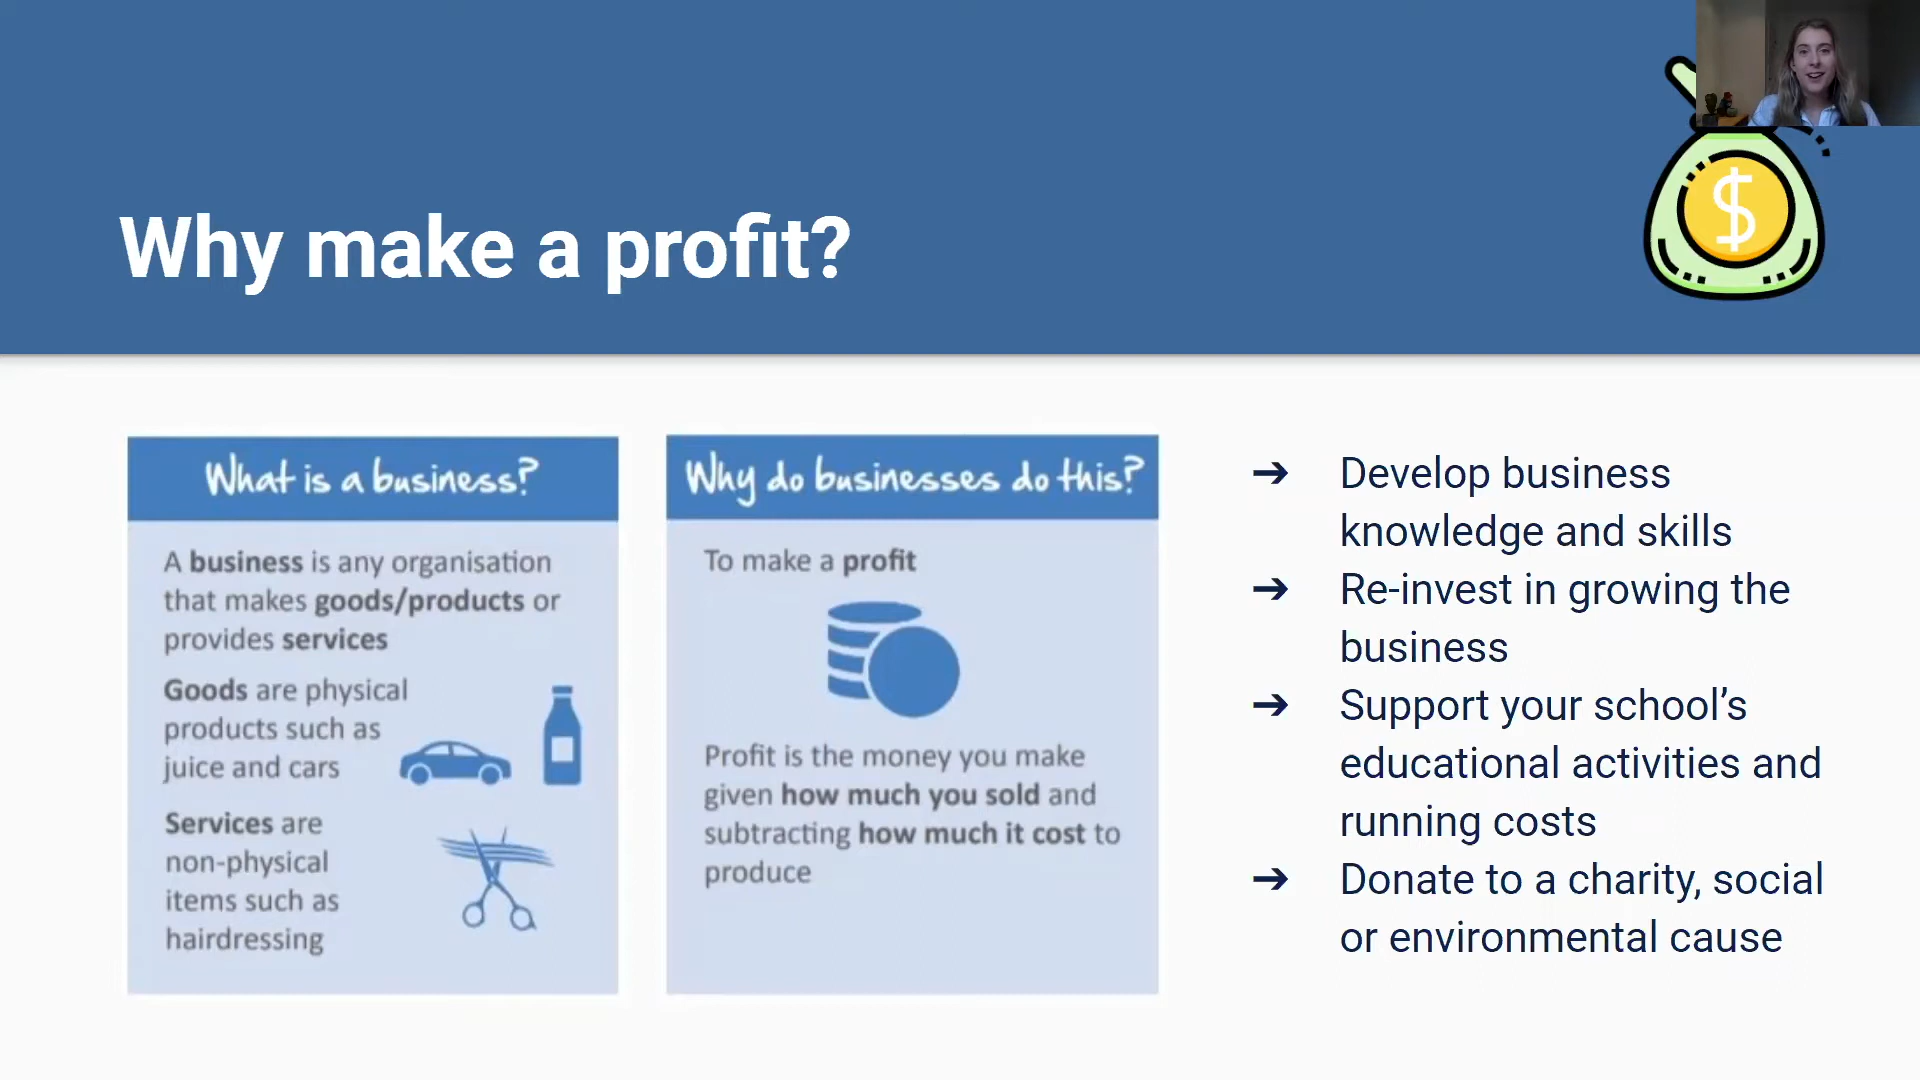 Why make a profit?
$
What is a business?
A business is any organisation
that makes goods/products or
provides services
Goods are physical
products such as
juice and cars
Services are
non-physical
items such as
hairdressing
Why do businesses do this?
To make a profit
Profit is the money you make
given how much you sold and
subtracting how much it cost to
produce
➔ Develop business
knowledge and skills
➔ Re-invest in growing the
business
➔ Support your school’s
educational activities and
running costs
➔ Donate to a charity, social
or environmental cause